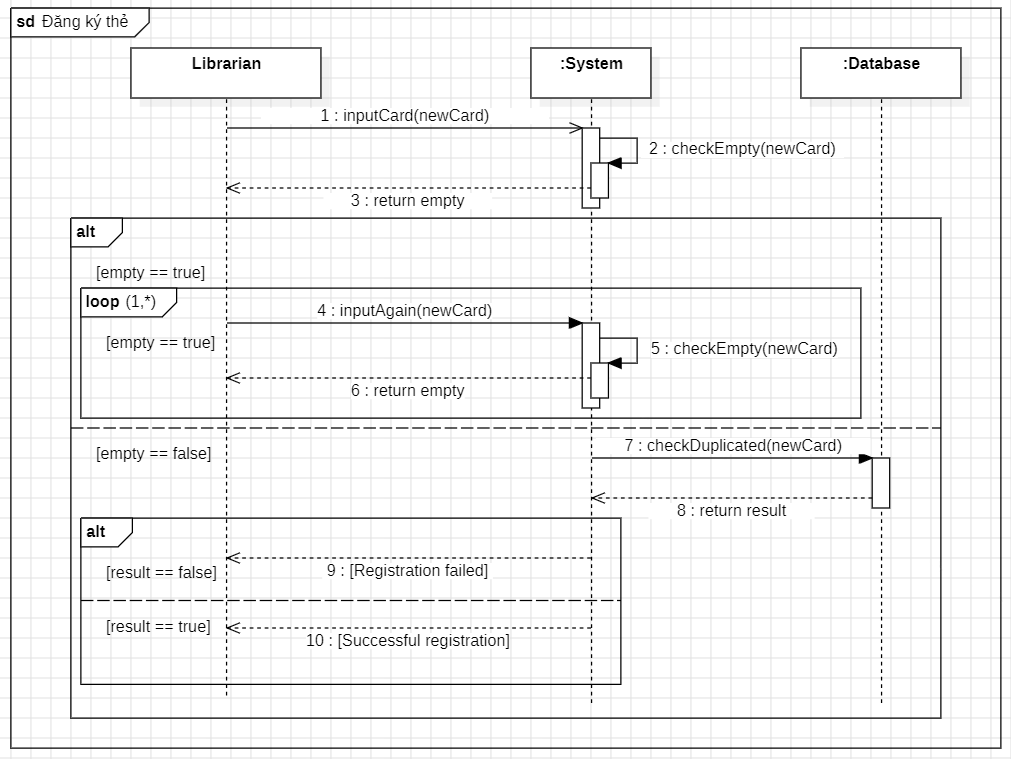 sd Đăng ký thẻ
Librarian
:System
:Database
1 : inputCard(newCard)
2 : checkEmpty(newCard)
3 : return empty
alt
[empty == true]
loop (1,*)
4 : inputAgain(newCard)
[empty == true]
5 : checkEmpty(newCard)
6 : return empty
[empty == false]
7 : checkDuplicated(newCard)
8 : return result
alt
[result == false]
9 : [Registration failed]
[result == true]
10 : [Successful registration]